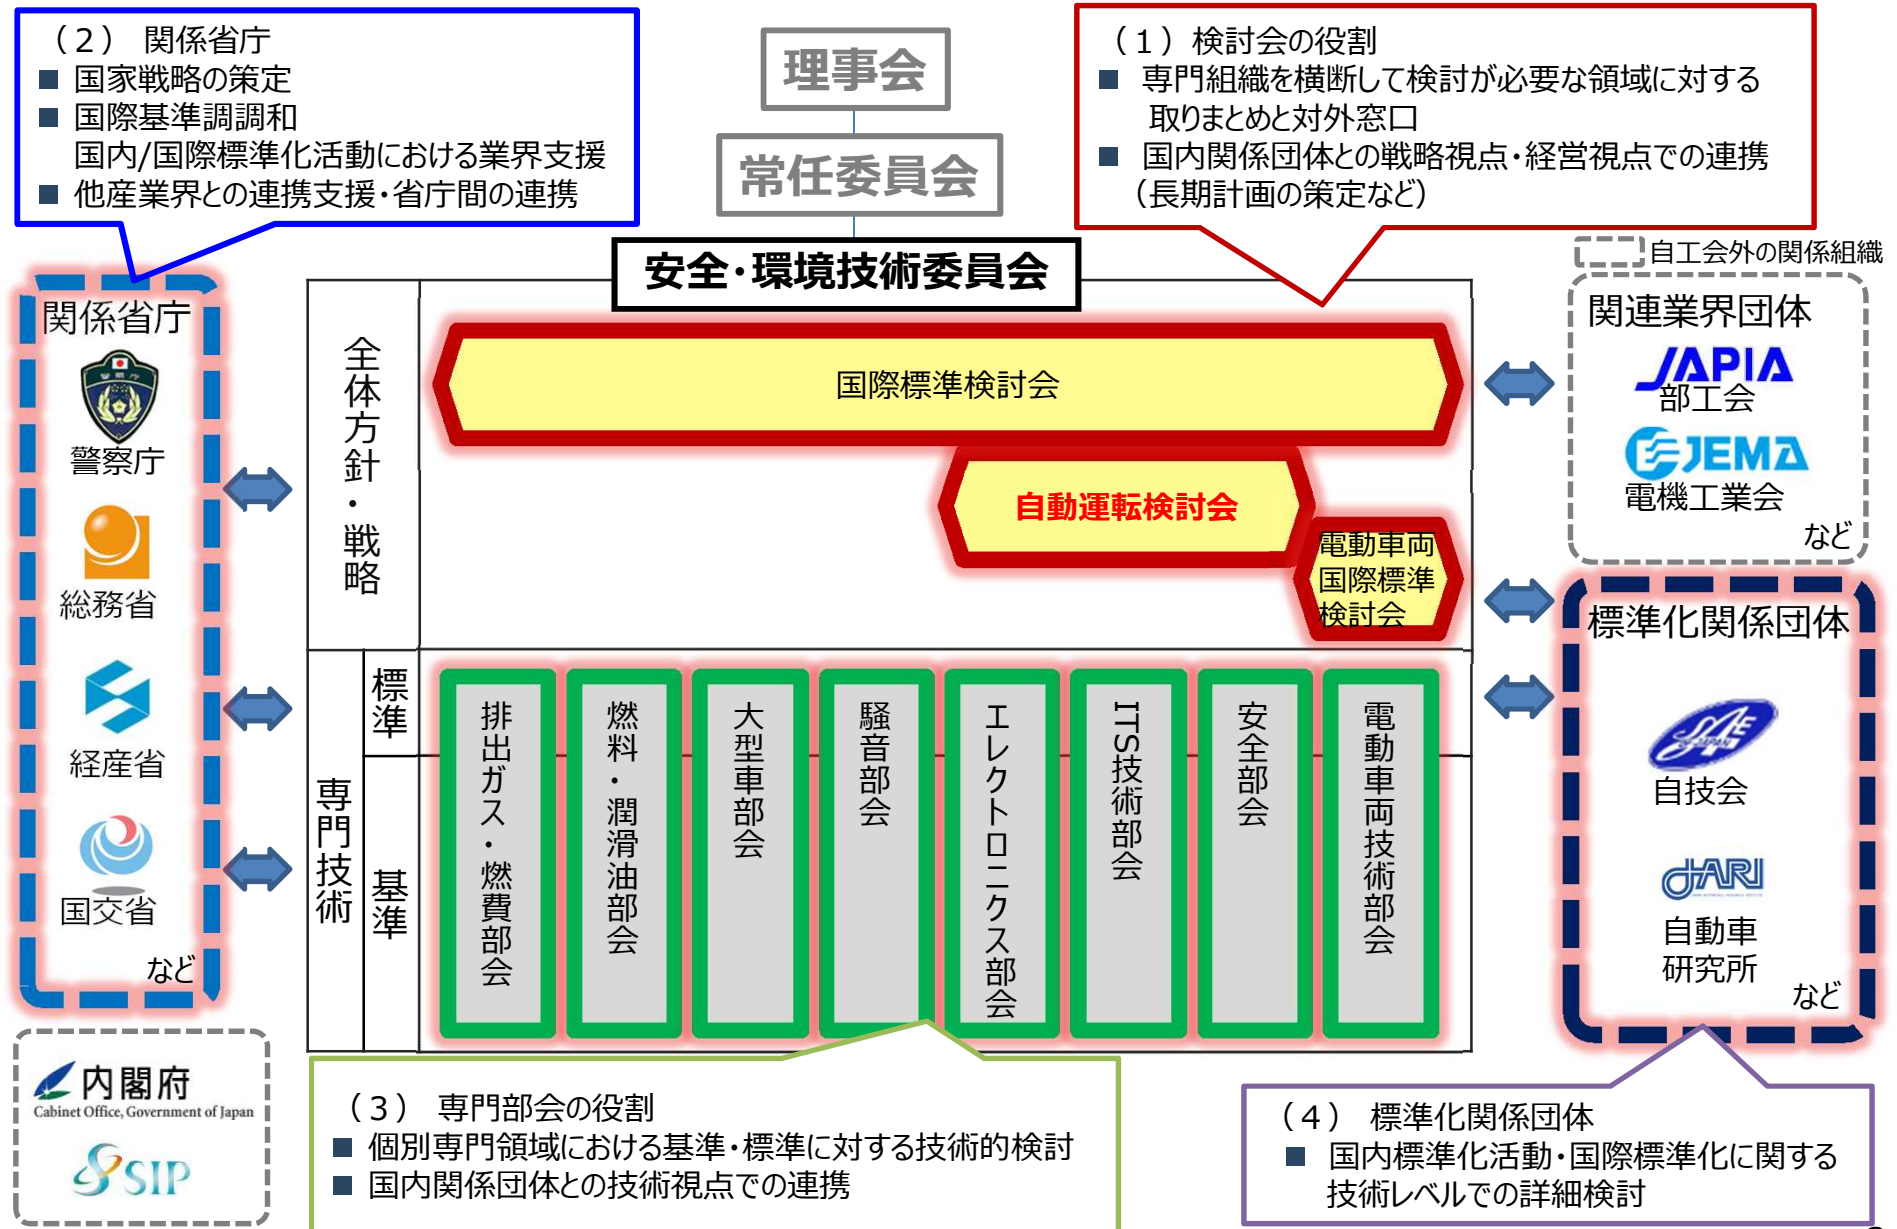 （２） 関係省庁
■ 国家戦略の策定
■ 国際基準調調和
国内/国際標準化活動における業界支援
■ 他産業界との連携支援・省庁間の連携
理事会
常任委員会
安全・環境技術委員会
（１）検討会の役割
■ 専門組織を横断して検討が必要な領域に対する
取りまとめと対外窓口
■ 国内関係団体との戦略視点・経営視点での連携
（長期計画の策定など）
自工会外の関係組織
関係省庁
警察庁
総務省
経産省
国交省
など
内閣府
Cabinet Office, Government of Japan
SIP
全体方針・戦略
国際標準検討会
自動運転検討会
電動車両
国際標準
検討会
専門技術
標準
基準
排出ガス・燃費部会
燃料・潤滑油部会
大型車部会
騒音部会
エレクトロニクス部会
ITS技術部会
安全部会
電動車両技術部会
関連業界団体
JAPIA
部工会
JEMA
電機工業会
など
標準化関係団体
自技会
JARI
自動車
研究所
など
（３） 専門部会の役割
■ 個別専門領域における基準・標準に対する技術的検討
■ 国内関係団体との技術視点での連携
（４） 標準化関係団体
■ 国内標準化活動・国際標準化に関する
技術レベルでの詳細検討